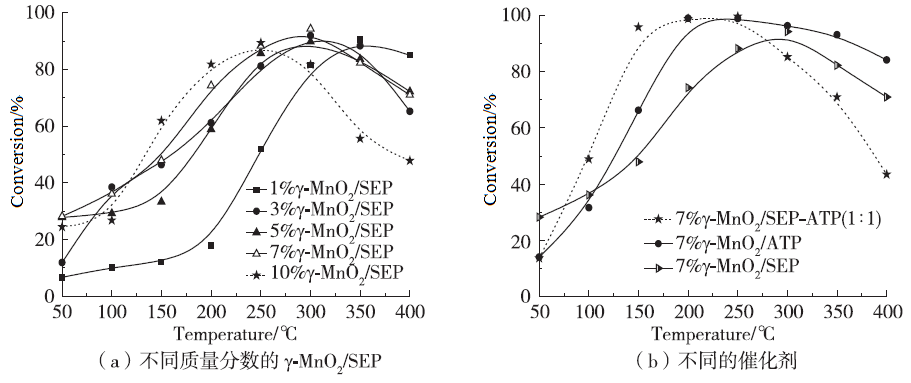 100
80
60
40
20
0
Conversion/%
1%γ-MnO₂/SEP
3%γ-MnO₂/SEP
5%γ-MnO₂/SEP
7%γ-MnO₂/SEP
10%γ-MnO₂/SEP
50 100 150 200 250 300 350 400
Temperature/℃
(a)不同质量分数的 γ-MnO₂/SEP
100
80
60
40
20
0
Conversion/%
7%γ-MnO₂/SEP-ATP(1:1)
7%γ-MnO₂/ATP
7%γ-MnO₂/SEP
50 100 150 200 250 300 350 400
Temperature/℃
(b)不同的催化剂